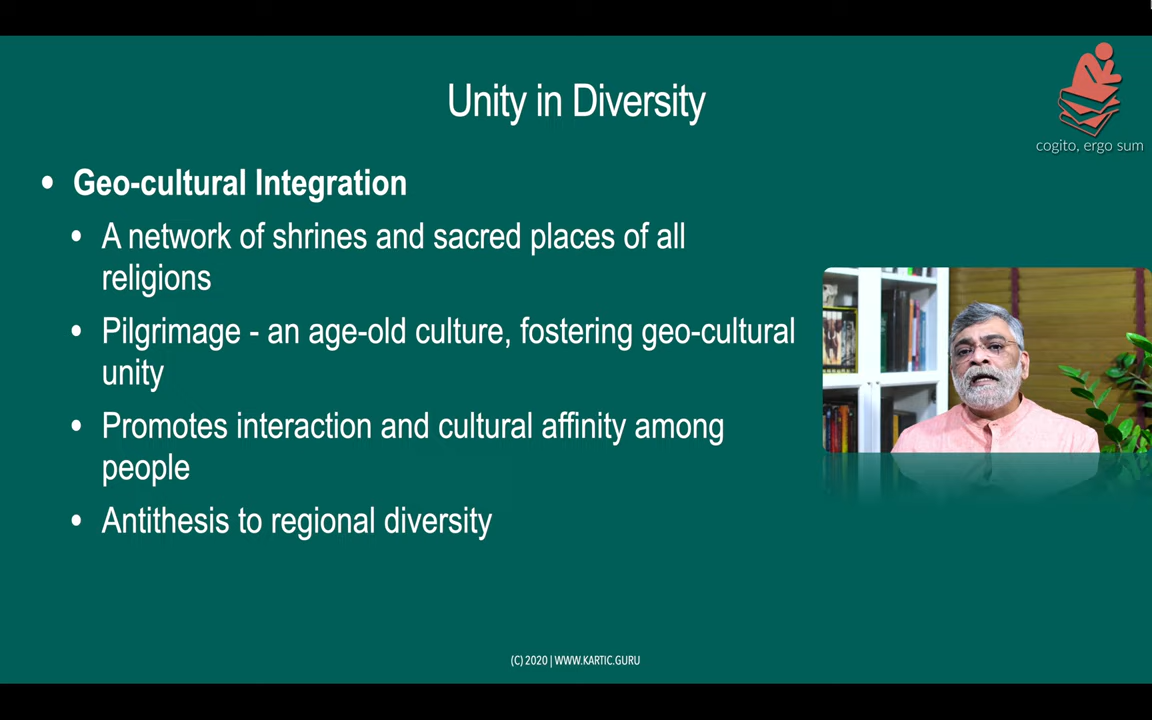 Unity in Diversity
cogito, ergo sum
• Geo-cultural Integration
• A network of shrines and sacred places of all
religions
• Pilgrimage - an age-old culture, fostering geo-cultural
unity
• Promotes interaction and cultural affinity among
people
• Antithesis to regional diversity
(C) 2020 | WWW.KARTIC.GURU